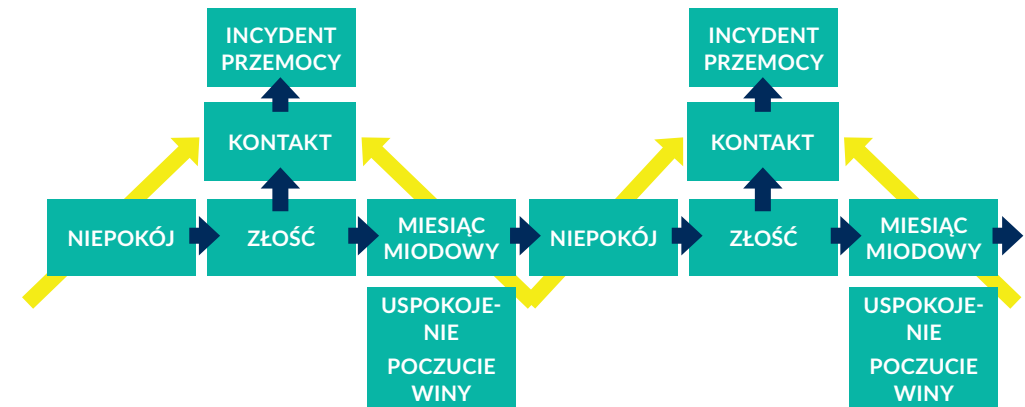 INCYDENT
PRZEMOCY
INCYDENT
PRZEMOCY
KONTAKT
KONTAKT
NIEPOKÓJ
ZŁOŚĆ
MIESIĄC
MIODOWY
NIEPOKÓJ
ZŁOŚĆ
MIESIĄC
MIODOWY
USPOKOJE-
NIE
POCZUCIE
WINY
USPOKOJE-
NIE
POCZUCIE
WINY